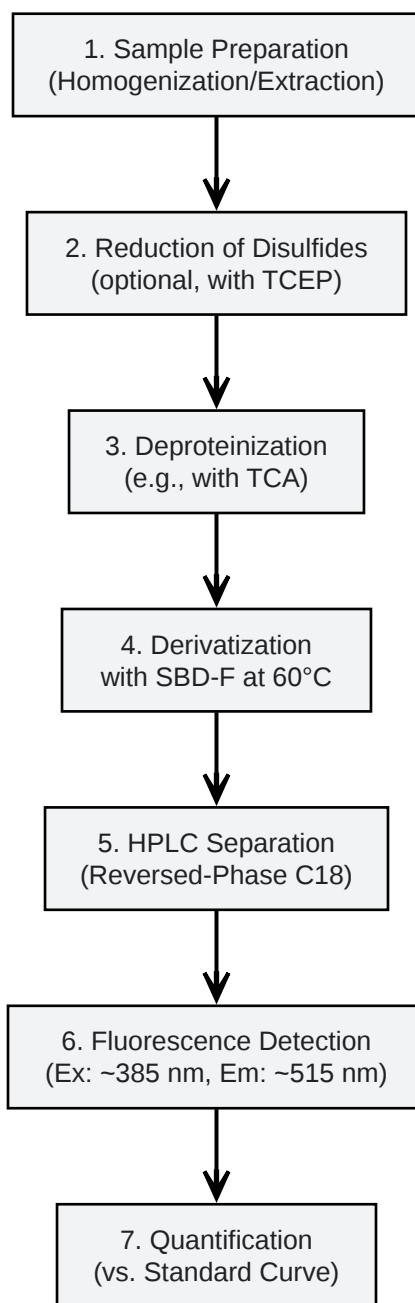 1. Sample Preparation
(Homogenization/Extraction)
2. Reduction of Disulfides
(optional, with TCEP)
3. Deproteinization
(e.g., with TCA)
4. Derivatization
with SBD-F at 60°C
5. HPLC Separation
(Reversed-Phase C18)
6. Fluorescence Detection
(Ex: ~385 nm, Em: ~515 nm)
7. Quantification
(vs. Standard Curve)